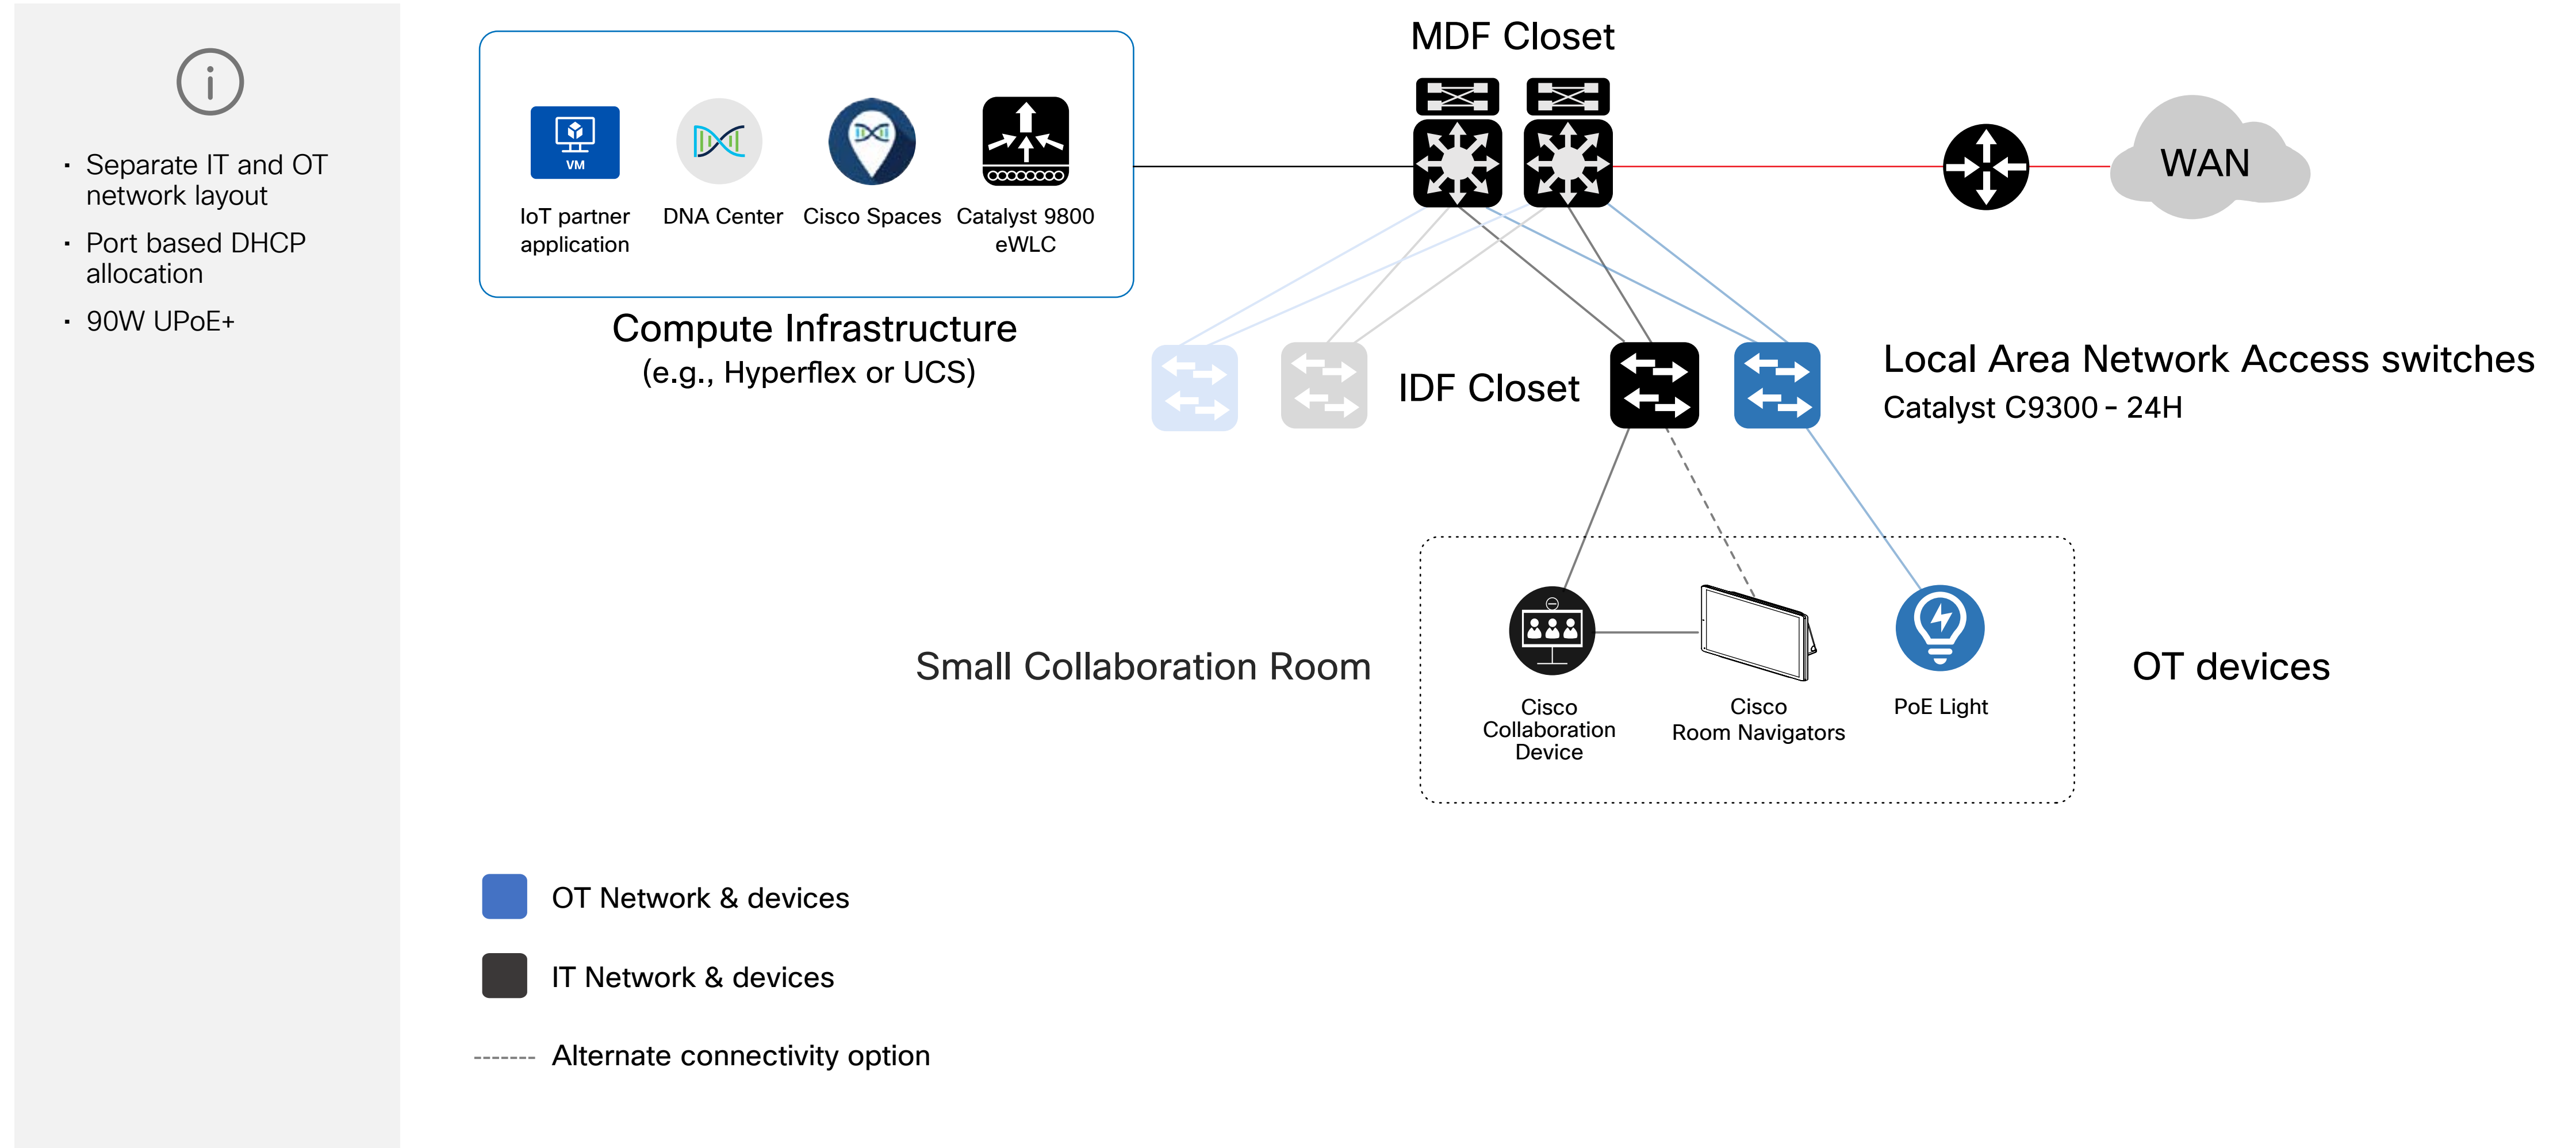 i
▪ Separate IT and OT
network layout
▪ Port based DHCP
allocation
▪ 90W UPoE+
VM
IoT partner
application
DNA Center
Cisco Spaces
Catalyst 9800
eWLC
Compute Infrastructure
(e.g., Hyperflex or UCS)
MDF Closet
WAN
IDF Closet
Local Area Network Access switches
Catalyst C9300 - 24H
Small Collaboration Room
Cisco
Collaboration
Device
Cisco
Room Navigators
PoE Light
OT devices
OT Network & devices
IT Network & devices
Alternate connectivity option